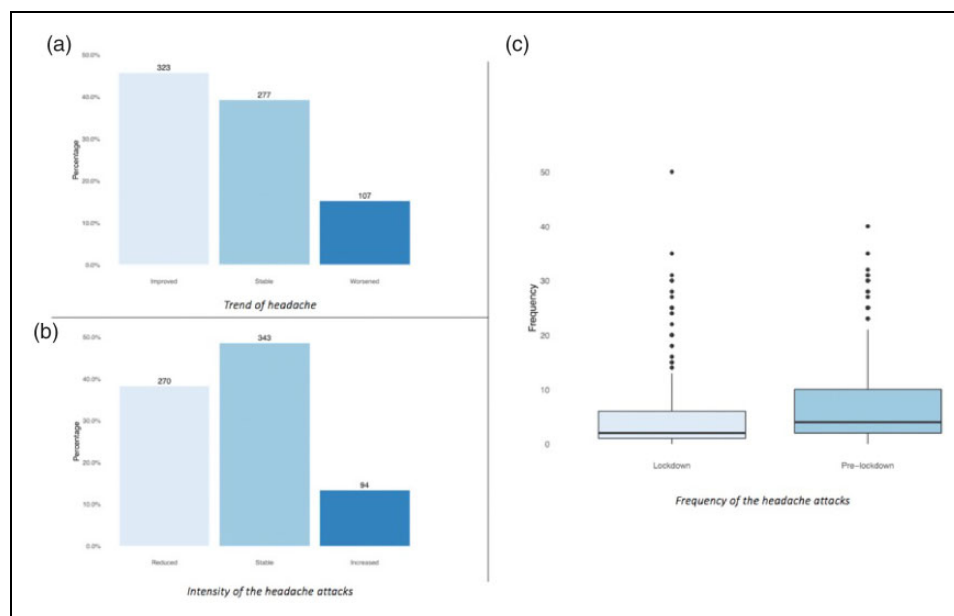 (a)
50.0%
40.0%
30.0%
20.0%
10.0%
0.0%
Percentage
323
277
107
Improved Stable Worsened
Trend of headache
(b)
50.0%
40.0%
30.0%
20.0%
10.0%
0.0%
Percentage
270
343
94
Reduced Stable Increased
Intensity of the headache attacks
(c)
50
40
30
20
10
0
Frequency
Lockdown Pre-lockdown
Frequency of the headache attacks